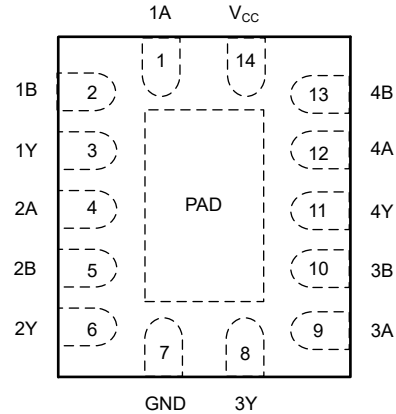 1A VCC
1 14
1B 2 13 4B
1Y 3 12 4A
2A 4 PAD 11 4Y
2B 5 10 3B
2Y 6 9 3A
7 8
GND 3Y